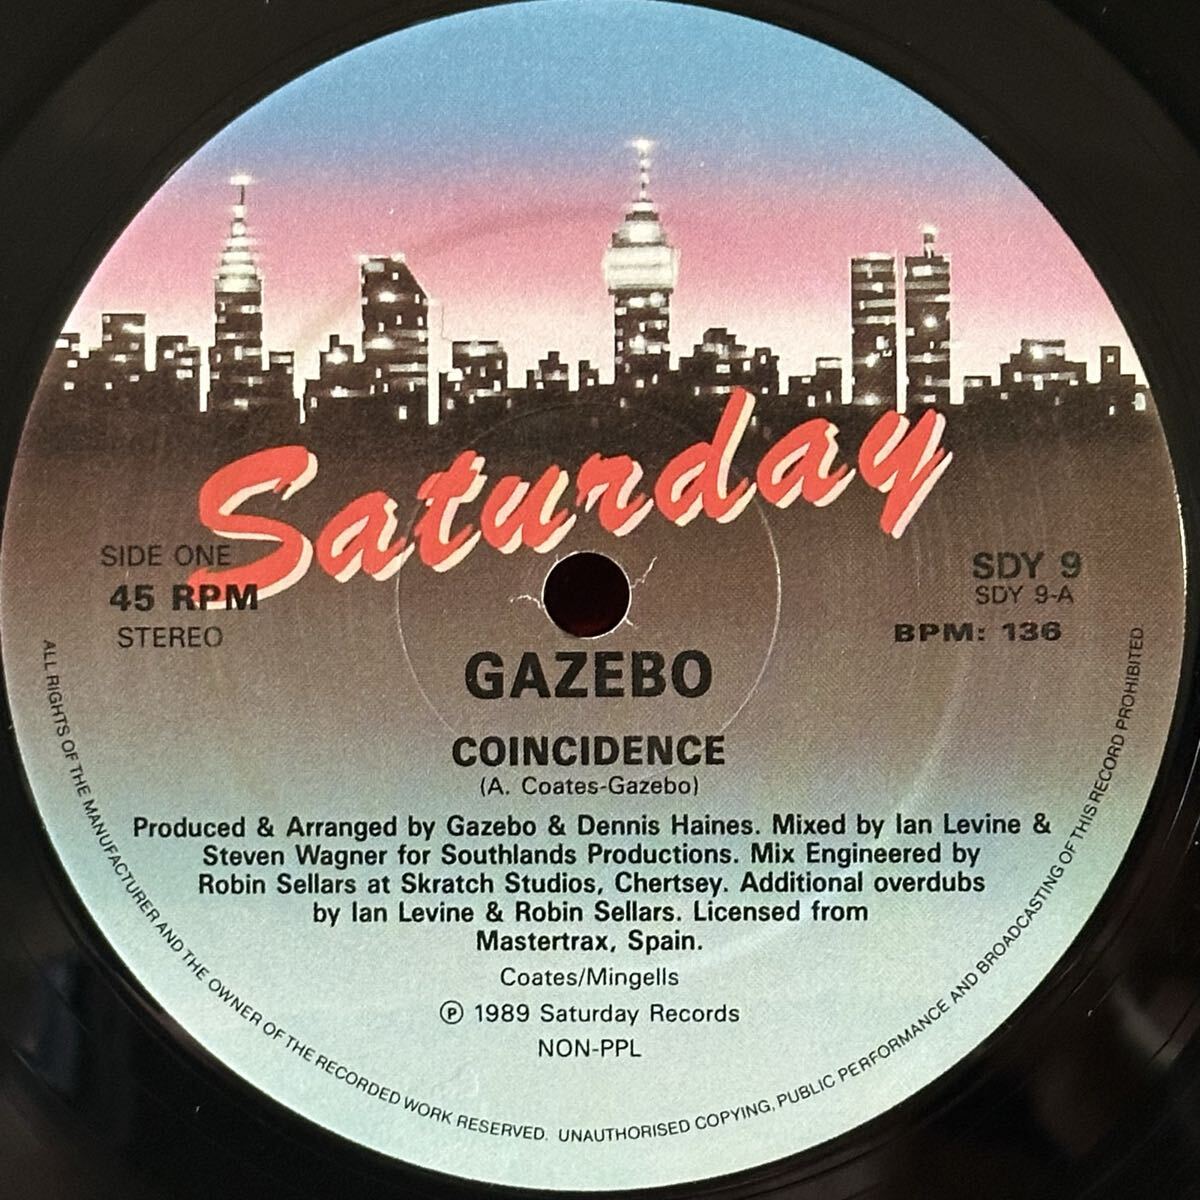 Saturday
SIDE ONE
45 RPM
STEREO
SDY 9
SDY 9-A
BPM: 136
GAZEBO
COINCIDENCE
(A. Coates-Gazebo)
Produced & Arranged by Gazebo & Dennis Haines. Mixed by Ian Levine &
Steven Wagner for Southlands Productions. Mix Engineered by
Robin Sellars at Skratch Studios, Chertsey. Additional overdubs
by Ian Levine & Robin Sellars. Licensed from
Mastertrax, Spain.
Coates/Mingells
℗ 1989 Saturday Records
NON-PPL
ALL RIGHTS OF THE MANUFACTURER AND THE OWNER OF THE RECORDED WORK RESERVED. UNAUTHORISED COPYING, PUBLIC PERFORMANCE AND BROADCASTING OF THIS RECORD PROHIBITED